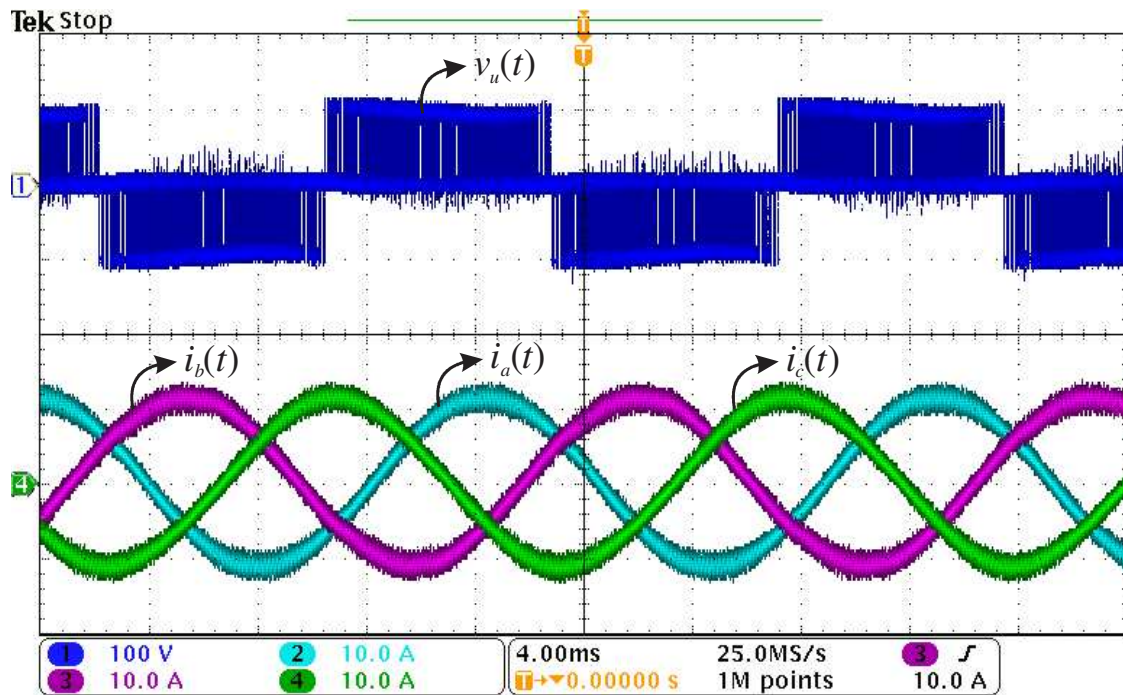 Tek Stop
T
T
v_u(t)
1
i_b(t) i_a(t) i_c(t)
4
1 100 V 2 10.0 A
3 10.0 A 4 10.0 A
4.00ms 25.0MS/s 3 ʃ
T→▼0.00000 s 1M points 10.0 A